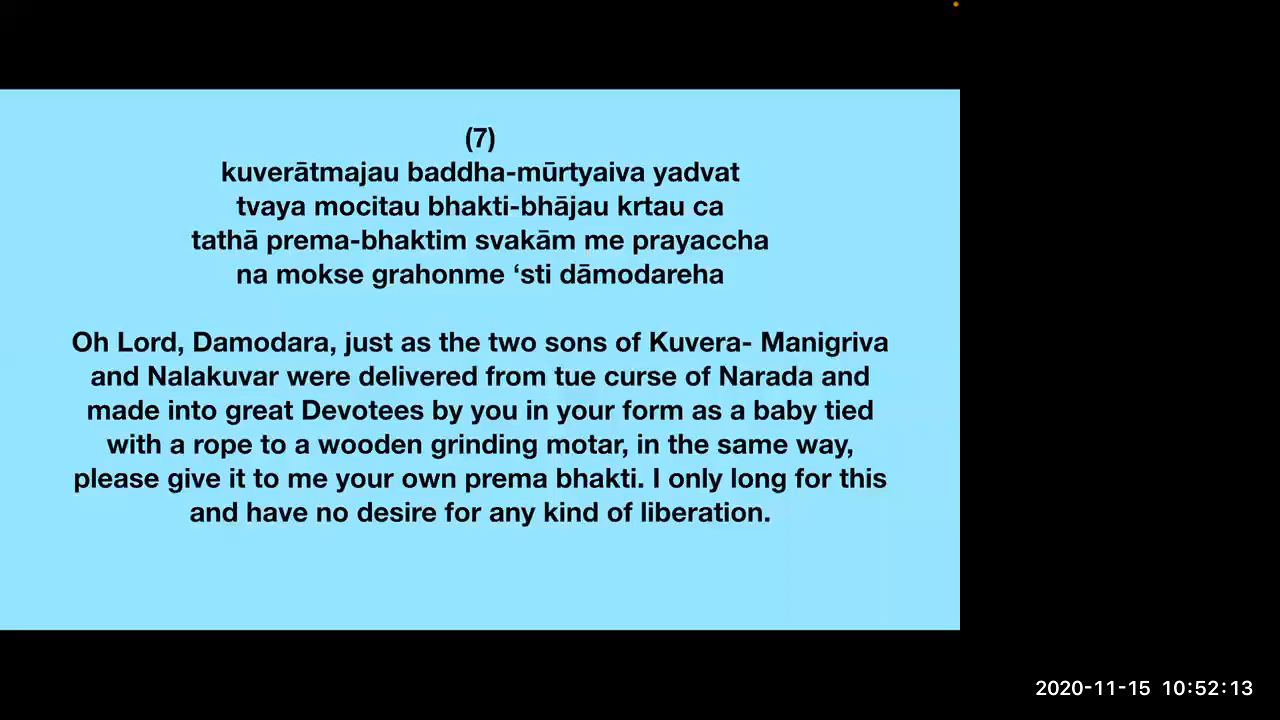 (7)
kuverātmajau baddha-mūrtyaiva yadvat
tvaya mocitau bhakti-bhājau krtau ca
tathā prema-bhaktim svakām me prayaccha
na mokse grahonme ‘sti dāmodareha
Oh Lord, Damodara, just as the two sons of Kuvera- Manigriva
and Nalakuvar were delivered from tue curse of Narada and
made into great Devotees by you in your form as a baby tied
with a rope to a wooden grinding motar, in the same way,
please give it to me your own prema bhakti. I only long for this
and have no desire for any kind of liberation.
2020-11-15 10:52:13